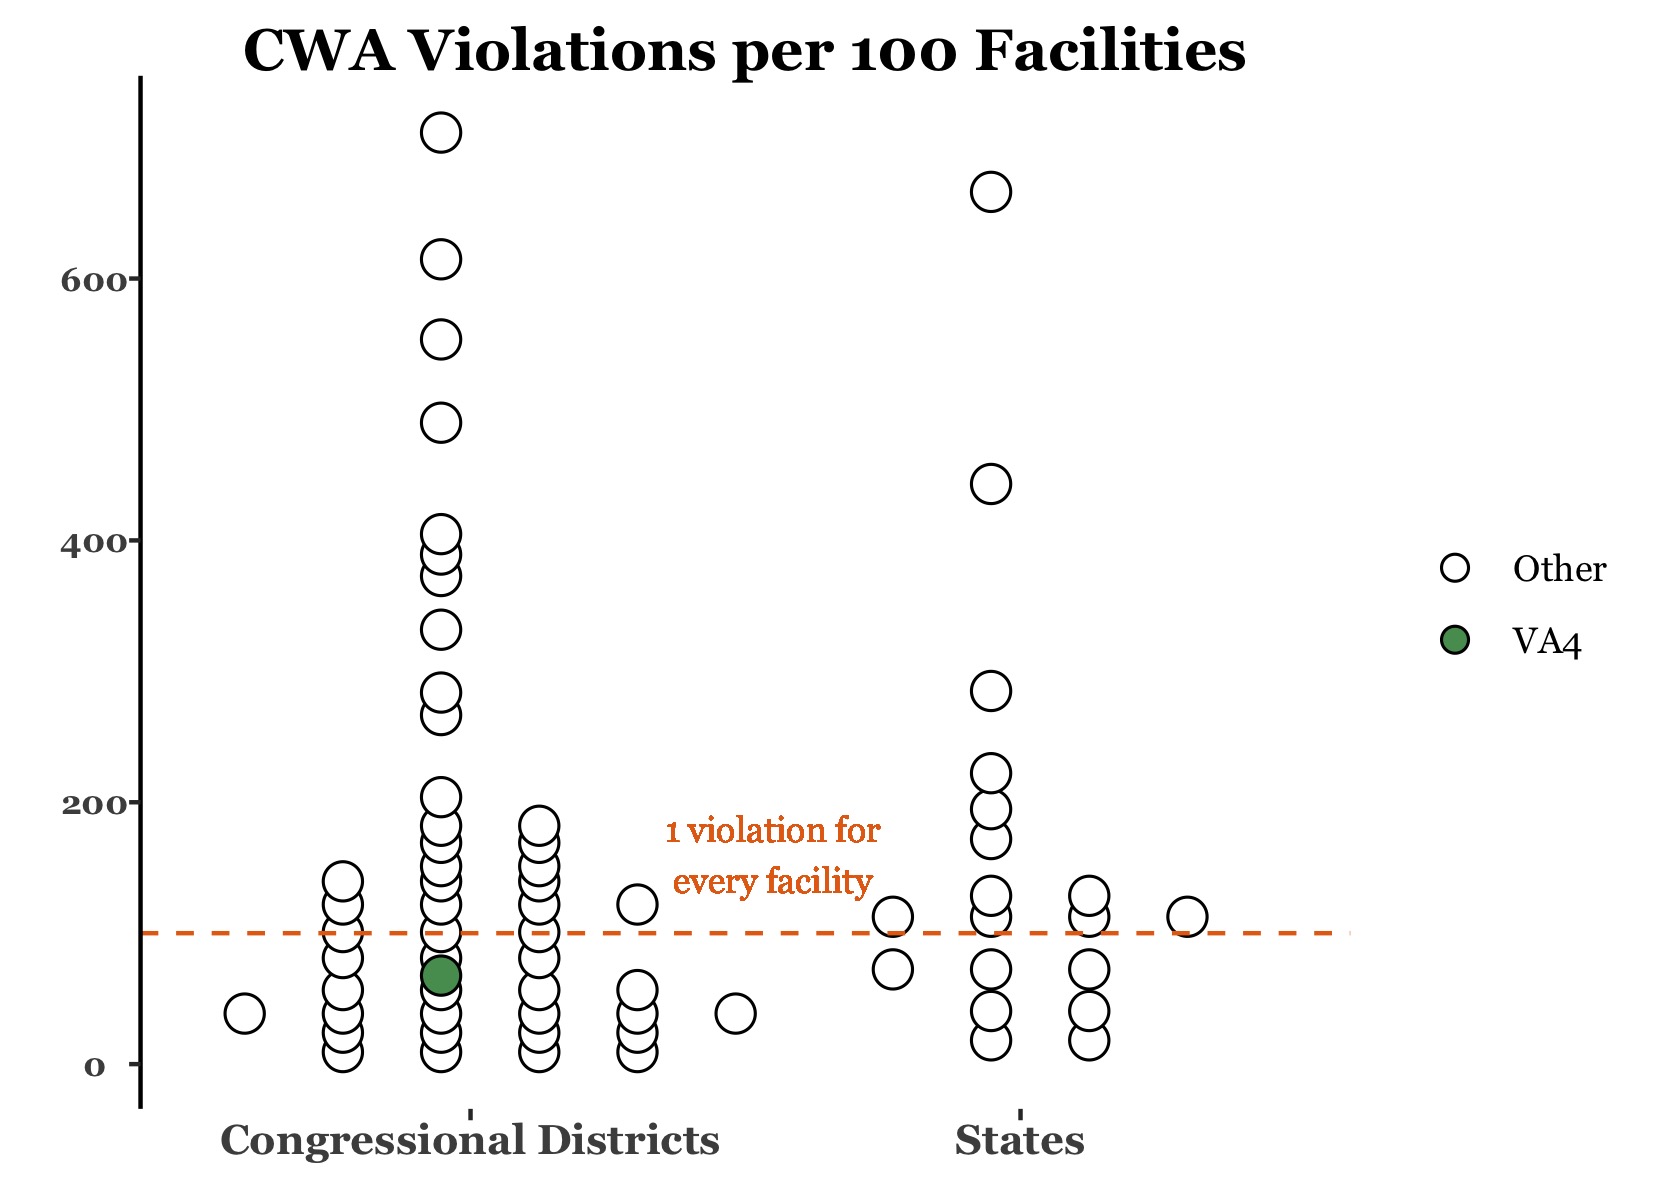 CWA Violations per 100 Facilities
600
400
200
0
1 violation for
every facility
Other
VA4
Congressional Districts
States